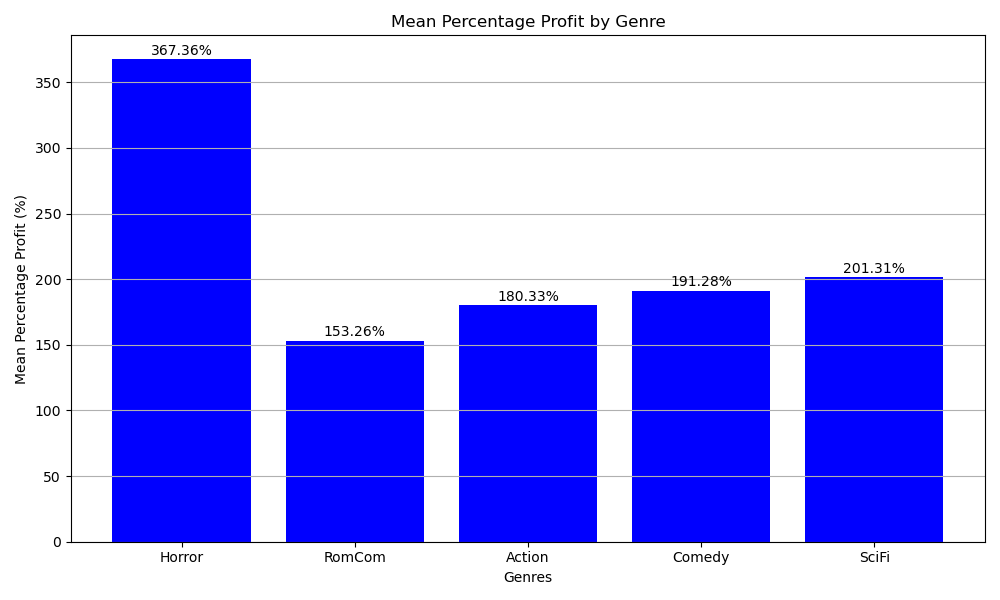 Mean Percentage Profit by Genre
367.36%
153.26%
180.33%
191.28%
201.31%
350
300
250
200
150
100
50
0
Mean Percentage Profit (%)
Horror
RomCom
Action
Comedy
SciFi
Genres